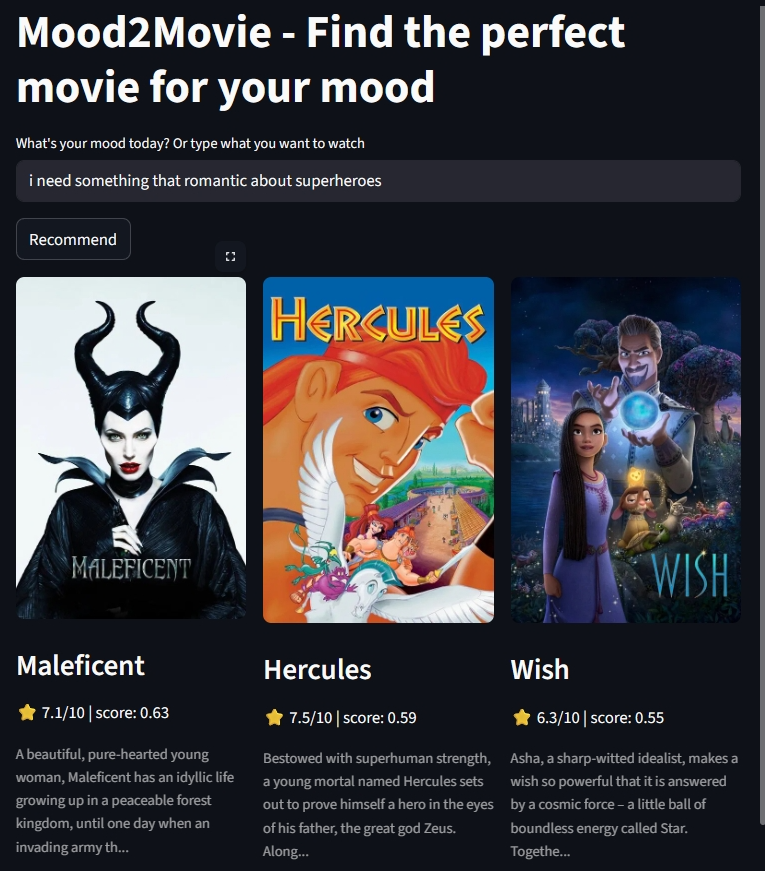 Mood2Movie - Find the perfect
movie for your mood
What's your mood today? Or type what you want to watch
i need something that romantic about superheroes
Recommend
MALEFICENT
HERCULES
WISH
Maleficent
7.1/10 | score: 0.63
A beautiful, pure-hearted young
woman, Maleficent has an idyllic life
growing up in a peaceable forest
kingdom, until one day when an
invading army th...
Hercules
7.5/10 | score: 0.59
Bestowed with superhuman strength,
a young mortal named Hercules sets
out to prove himself a hero in the eyes
of his father, the great god Zeus.
Along...
Wish
6.3/10 | score: 0.55
Asha, a sharp-witted idealist, makes a
wish so powerful that it is answered
by a cosmic force – a little ball of
boundless energy called Star.
Togethe...